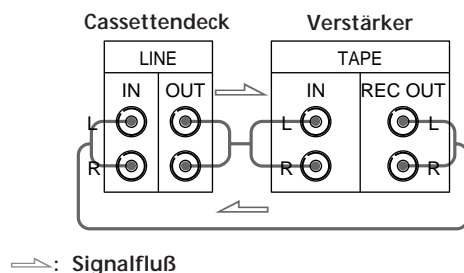 Cassettendeck Verstärker
LINE TAPE
IN OUT IN REC OUT
L L L
R R R
: Signalfluß